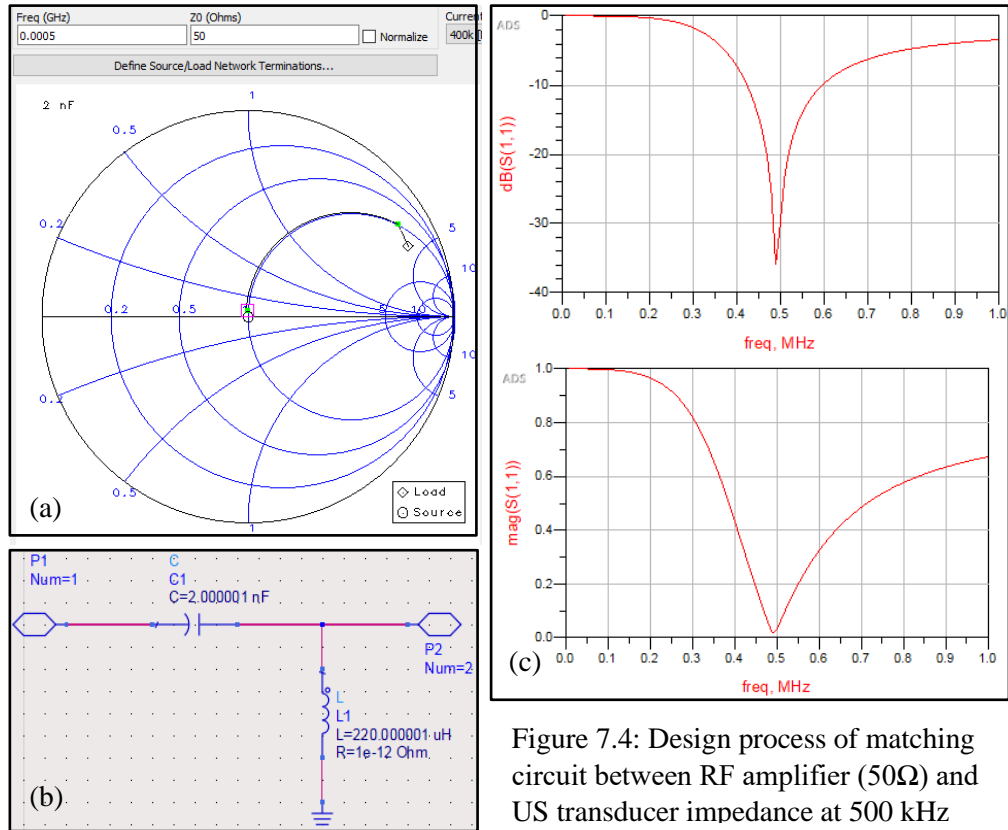 Freq (GHz) Z0 (Ohms) Current
0.0005 50 Normalize 400k
Define Source/Load Network Terminations...
2 nF
1
0.5
0.2
0.2 0.5 5 10
5
10
10
5
0.2
0.5
1
Load
Source
(a)
P1
Num=1
C
C1
C=2.000001 nF
P2
Num=2
L
L1
L=220.000001 uH
R=1e-12 Ohm
(b)
ADS
dB(S(1,1))
0
-10
-20
-30
-40
0.0 0.1 0.2 0.3 0.4 0.5 0.6 0.7 0.8 0.9 1.0
freq, MHz
ADS
mag(S(1,1))
1.0
0.8
0.6
0.4
0.2
0.0
0.0 0.1 0.2 0.3 0.4 0.5 0.6 0.7 0.8 0.9 1.0
freq, MHz
(c)
Figure 7.4: Design process of matching
circuit between RF amplifier (50Ω) and
US transducer impedance at 500 kHz